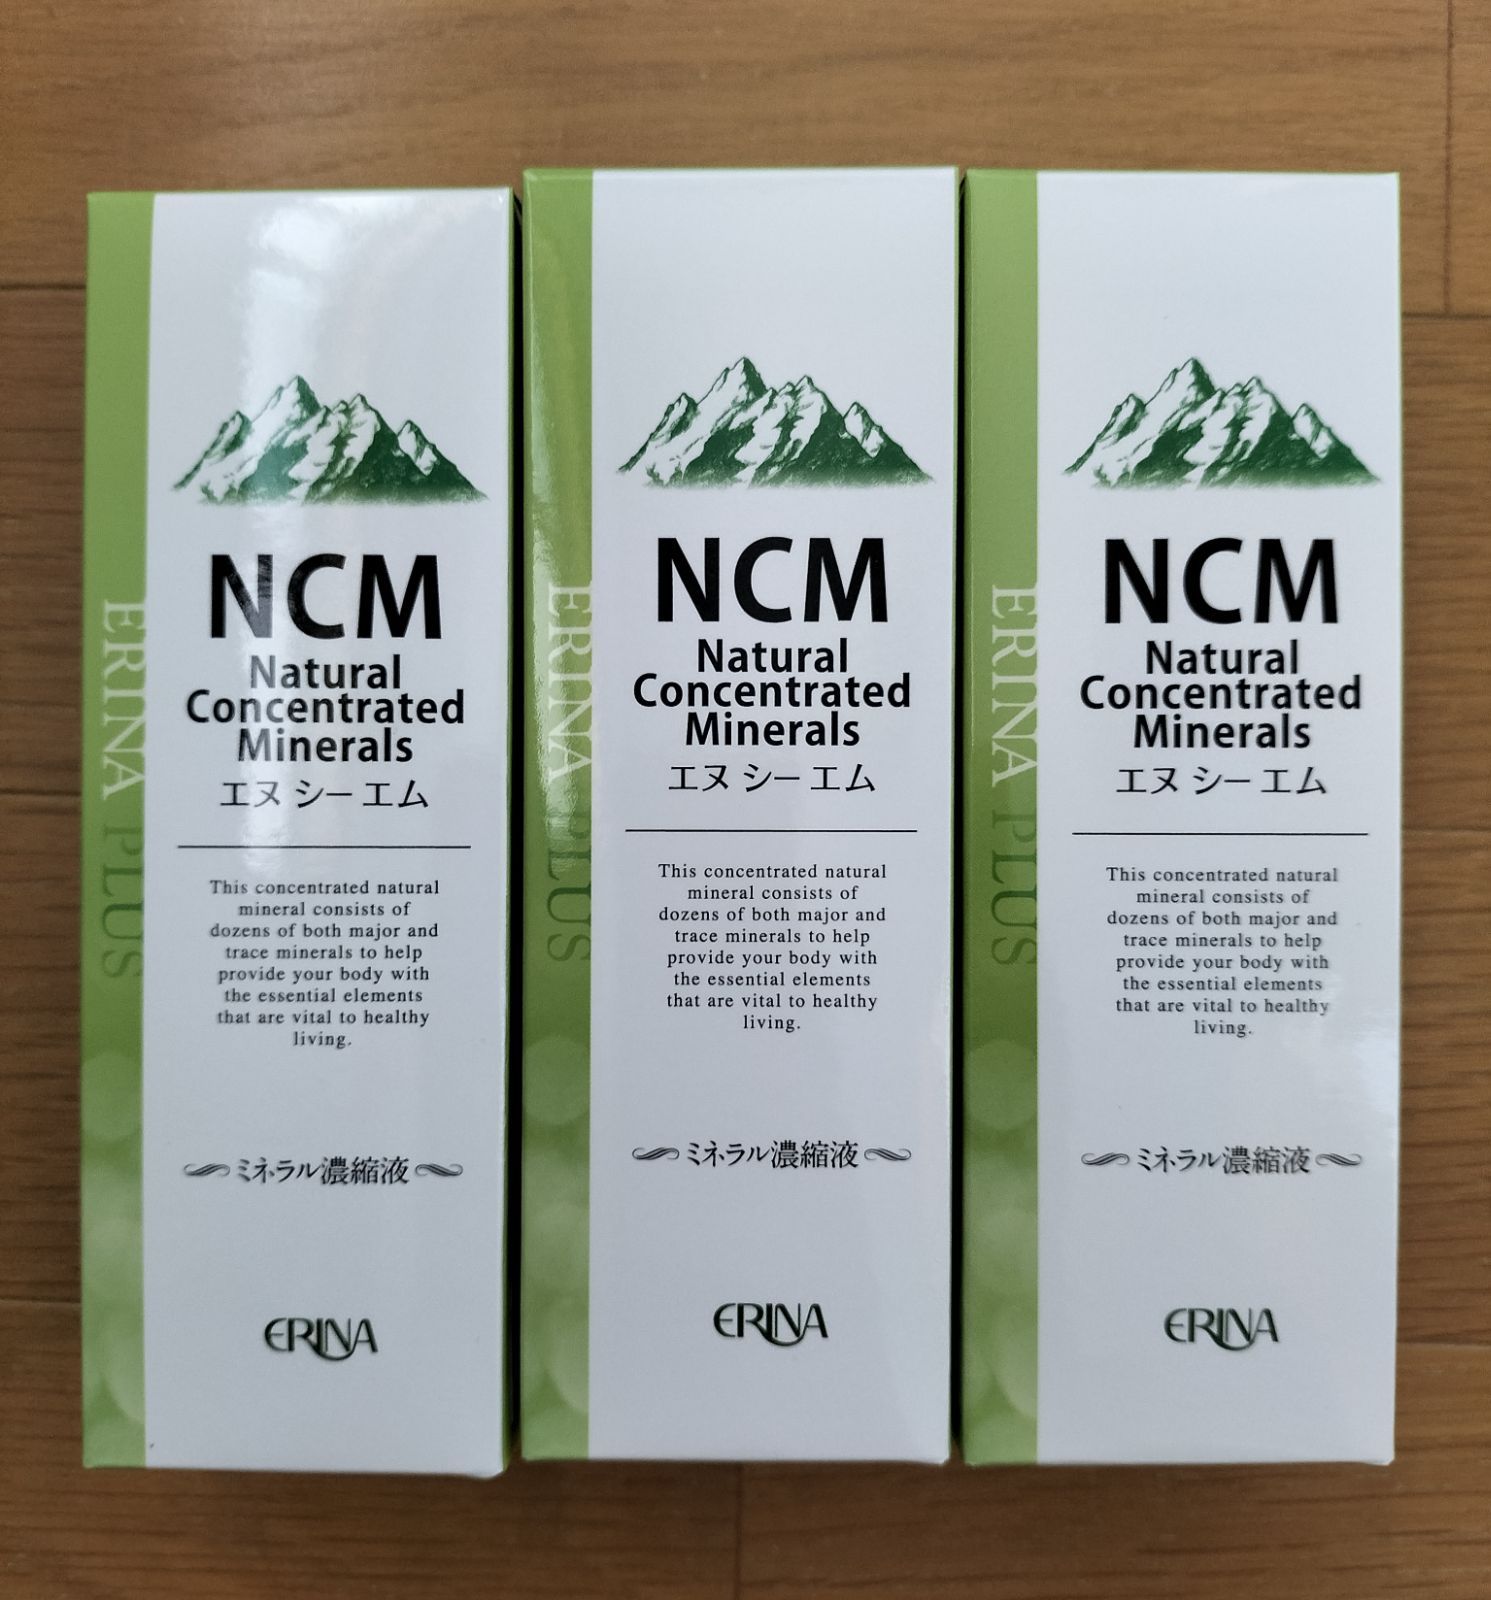 ERINA PLUS
NCM
Natural
Concentrated
Minerals
エヌ シー エム
This concentrated natural
mineral consists of
dozens of both major and
trace minerals to help
provide your body with
the essential elements
that are vital to healthy
living.
ミネラル濃縮液
ERINA
ERINA PLUS
NCM
Natural
Concentrated
Minerals
エヌ シー エム
This concentrated natural
mineral consists of
dozens of both major and
trace minerals to help
provide your body with
the essential elements
that are vital to healthy
living.
ミネラル濃縮液
ERINA
ERINA PLUS
NCM
Natural
Concentrated
Minerals
エヌ シー エム
This concentrated natural
mineral consists of
dozens of both major and
trace minerals to help
provide your body with
the essential elements
that are vital to healthy
living.
ミネラル濃縮液
ERINA